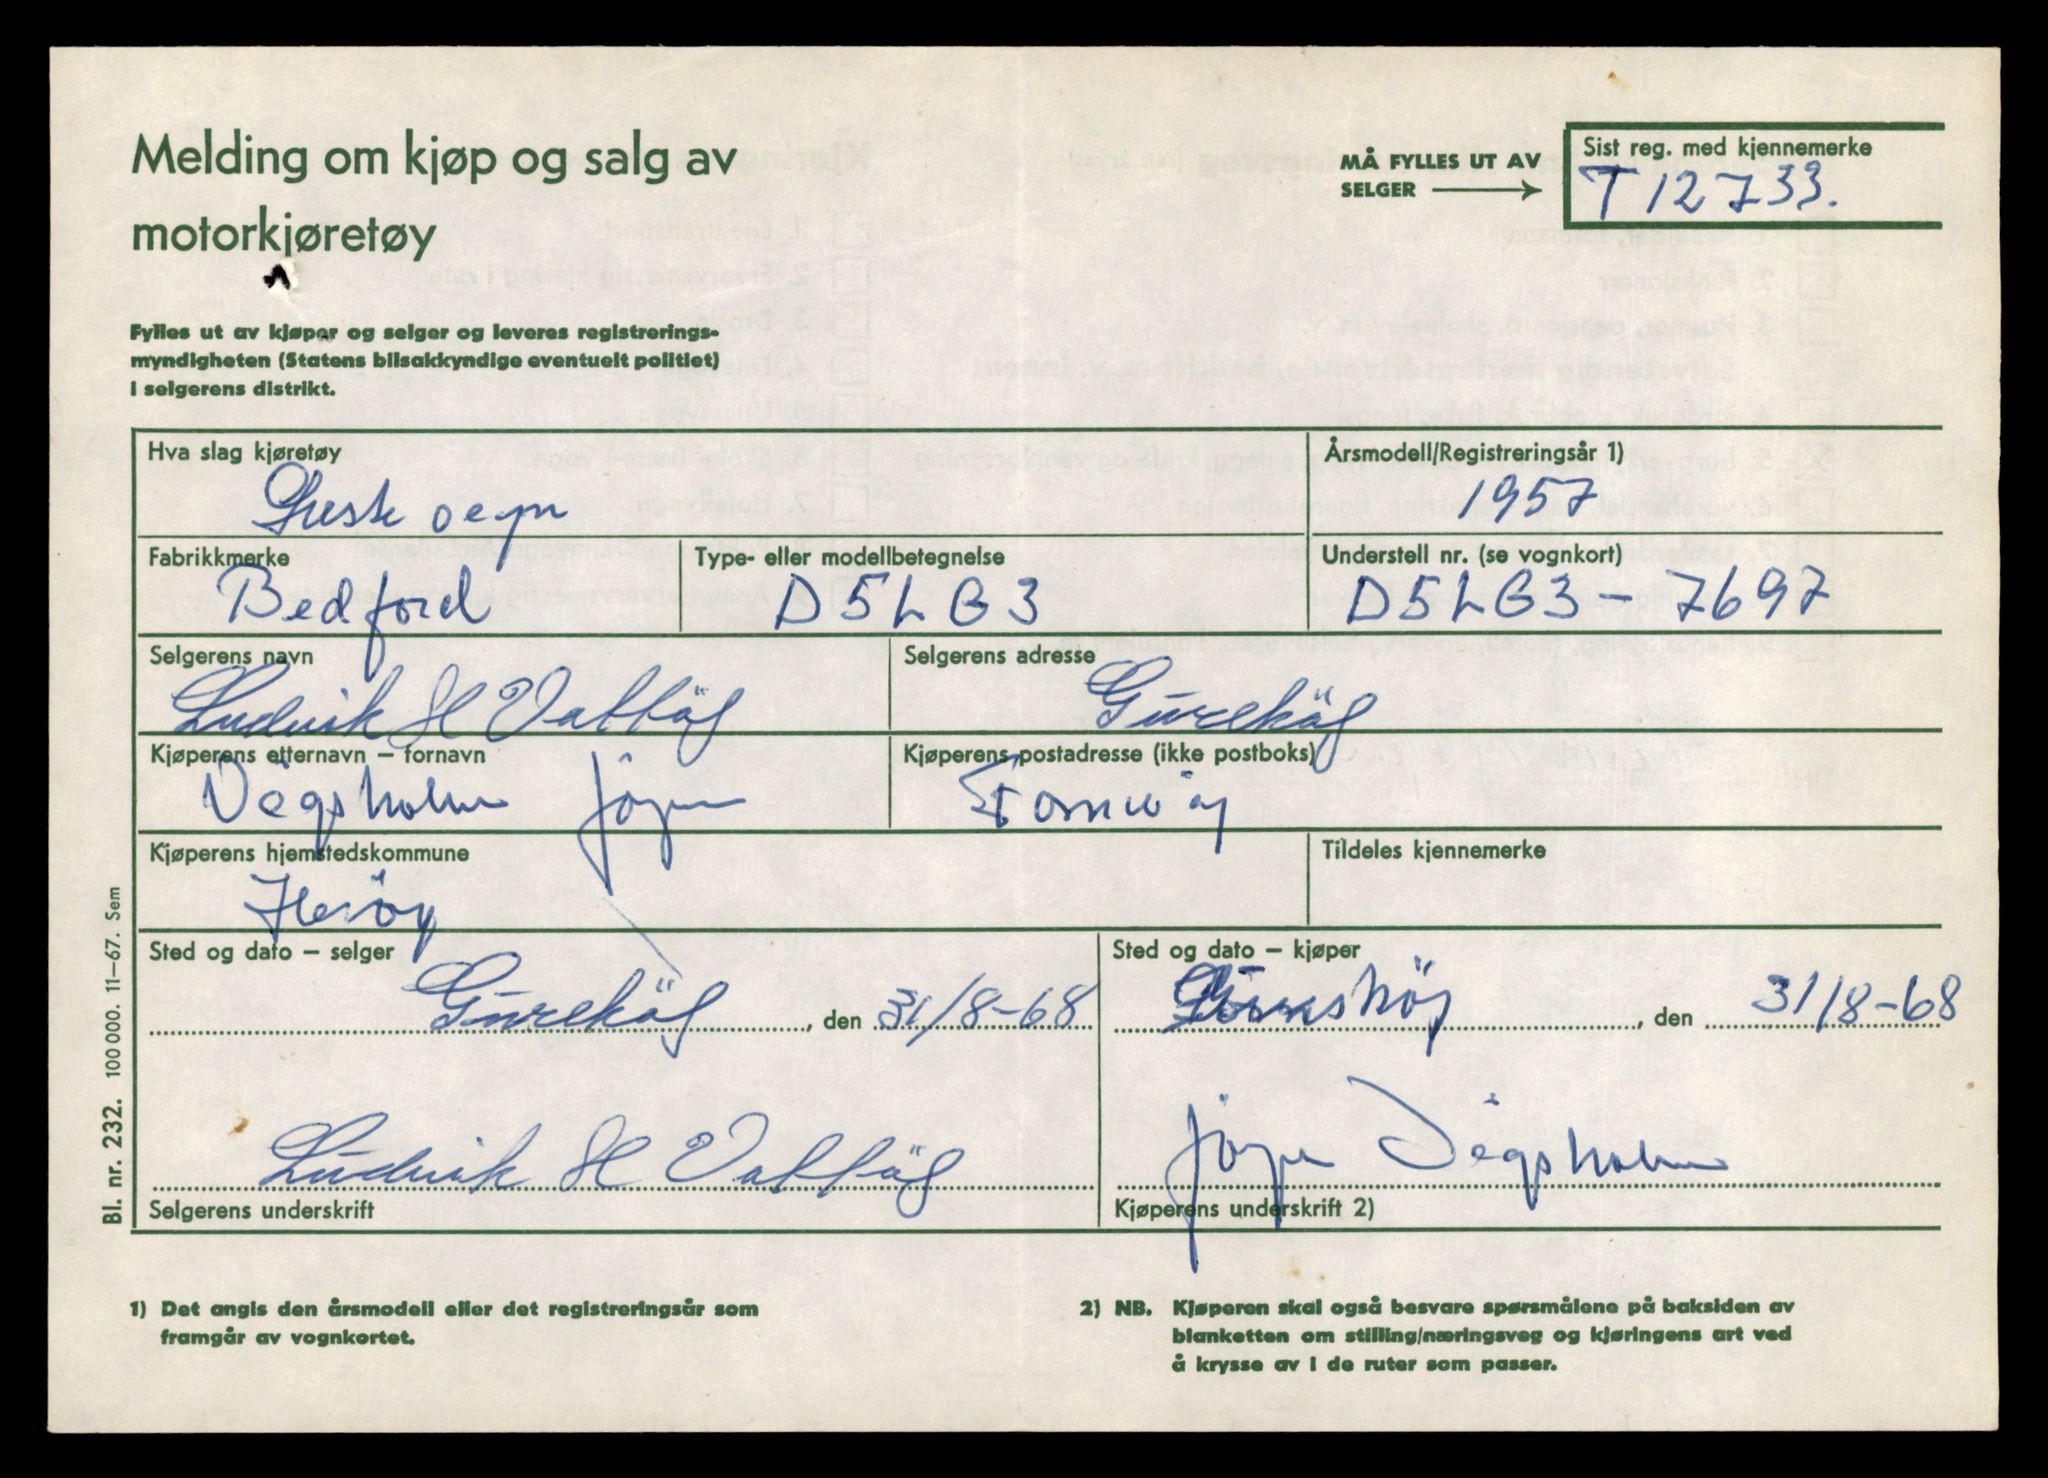 Melding om kjøp og salg av
motorkjøretøy
MÅ FYLLES UT AV
SELGER
Sist reg. med kjennemerke
T 12733.
Fylles ut av kjøper og selger og leveres registrerings-
myndigheten (Statens bilsakkyndige eventuelt politiet)
i selgerens distrikt.
Hva slag kjøretøy
Årsmodell/Registreringsår 1)
1957
Fabrikkmerke
Bedford
Type- eller modellbetegnelse
D5LG3
Understell nr. (se vognkort)
D5LG3-7697
Selgerens navn
Ludvik H
Selgerens adresse
Gurskøy
Kjøperens etternavn – fornavn
Vågsholm
Kjøperens postadresse (ikke postboks)
Kjøperens hjemstedskommune
Herøy
Tildeles kjennemerke
Sted og dato – selger
Gurskøy, den 31/8-68
Sted og dato – kjøper
Gurskøy, den 31/8-68
Ludvik H
Selgerens underskrift
Vågsholm
Kjøperens underskrift 2)
Bl. nr. 232. 100 000. 11–67. Sem
1) Det angis den årsmodell eller det registreringsår som
framgår av vognkortet.
2) NB. Kjøperen skal også besvare spørsmålene på baksiden av
blanketten om stilling/næringsveg og kjøringens art ved
å krysse av i de ruter som passer.